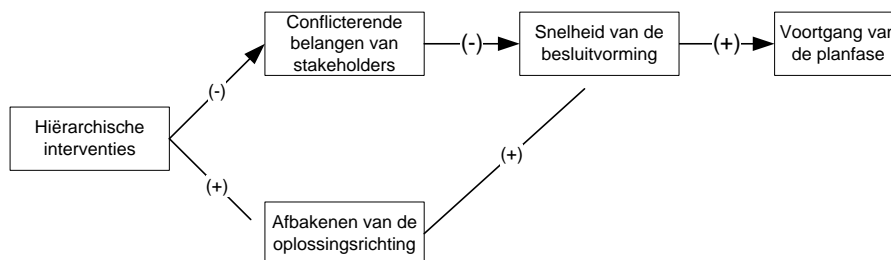 Conflicterende
belangen van
stakeholders
(-)
Snelheid van de
besluitvorming
(+)
Voortgang van
de planfase
(-)
Hiërarchische
interventies
(+)
(+)
Afbakenen van de
oplossingsrichting